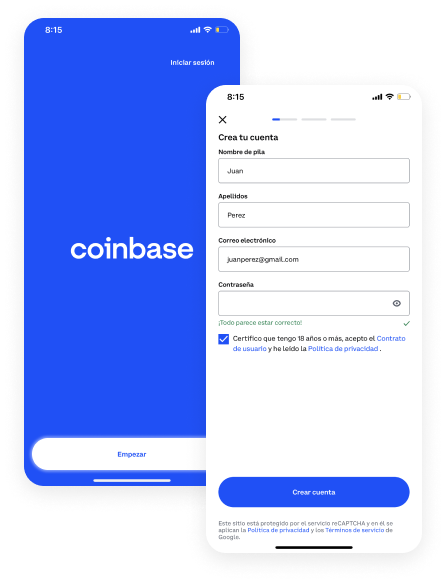 8:15
Iniciar sesión
coinbase
Empezar
8:15
Crea tu cuenta
Nombre de pila
Juan
Apellidos
Perez
Correo electrónico
juanperez@gmail.com
Contraseña
¡Todo parece estar correcto!
Certifico que tengo 18 años o más, acepto el Contrato
de usuario y he leído la Política de privacidad .
Crear cuenta
Este sitio está protegido por el servicio reCAPTCHA y en él se
aplican la Política de privacidad y los Términos de servicio de
Google.